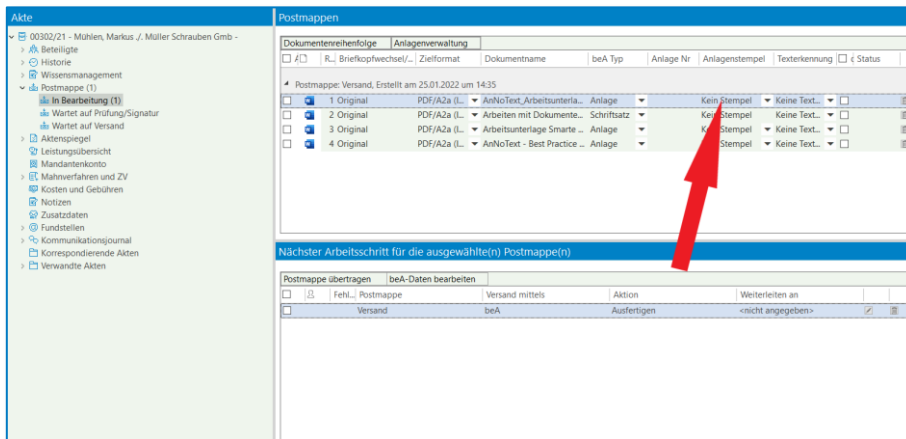 Akte
00302/21 - Mühlen, Markus ./. Müller Schrauben Gmb -
Beteiligte
Historie
Wissensmanagement
Postmappe (1)
In Bearbeitung (1)
Wartet auf Prüfung/Signatur
Wartet auf Versand
Aktenspiegel
Leistungsübersicht
Mandantenkonto
Mahnverfahren und ZV
Kosten und Gebühren
Notizen
Zusatzdaten
Fundstellen
Kommunikationsjournal
Korrespondierende Akten
Verwandte Akten
Postmappen
Dokumentenreihenfolge Anlagenverwaltung
R... Briefkopfwechsel/... Zielformat Dokumentname beA Typ Anlage Nr Anlagenstempel Texterkennung Status
Postmappe: Versand, Erstellt am 25.01.2022 um 14:35
1 Original PDF/A2a (I... AnNoText_Arbeitsunterla... Anlage Kein Stempel Keine Text...
2 Original PDF/A2a (I... Arbeiten mit Dokumente... Schriftsatz Kein Stempel Keine Text...
3 Original PDF/A2a (I... Arbeitsunterlage Smarte ... Anlage Stempel Keine Text...
4 Original PDF/A2a (I... AnNoText - Best Practice ... Anlage Stempel Keine Text...
Nächster Arbeitsschritt für die ausgewählte(n) Postmappe(n)
Postmappe übertragen beA-Daten bearbeiten
Fehl... Postmappe Versand mittels Aktion Weiterleiten an
Versand beA Ausfertigen <nicht angegeben>